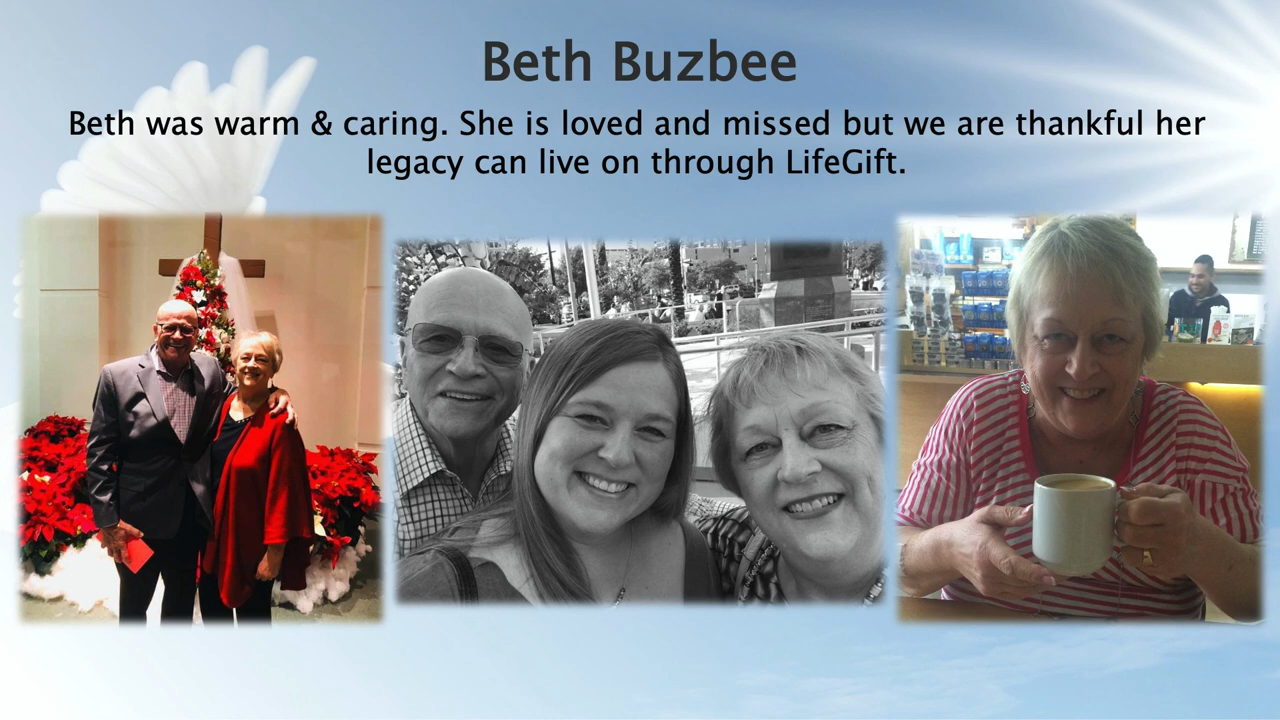 Beth Buzbee
Beth was warm & caring. She is loved and missed but we are thankful her
legacy can live on through LifeGift.